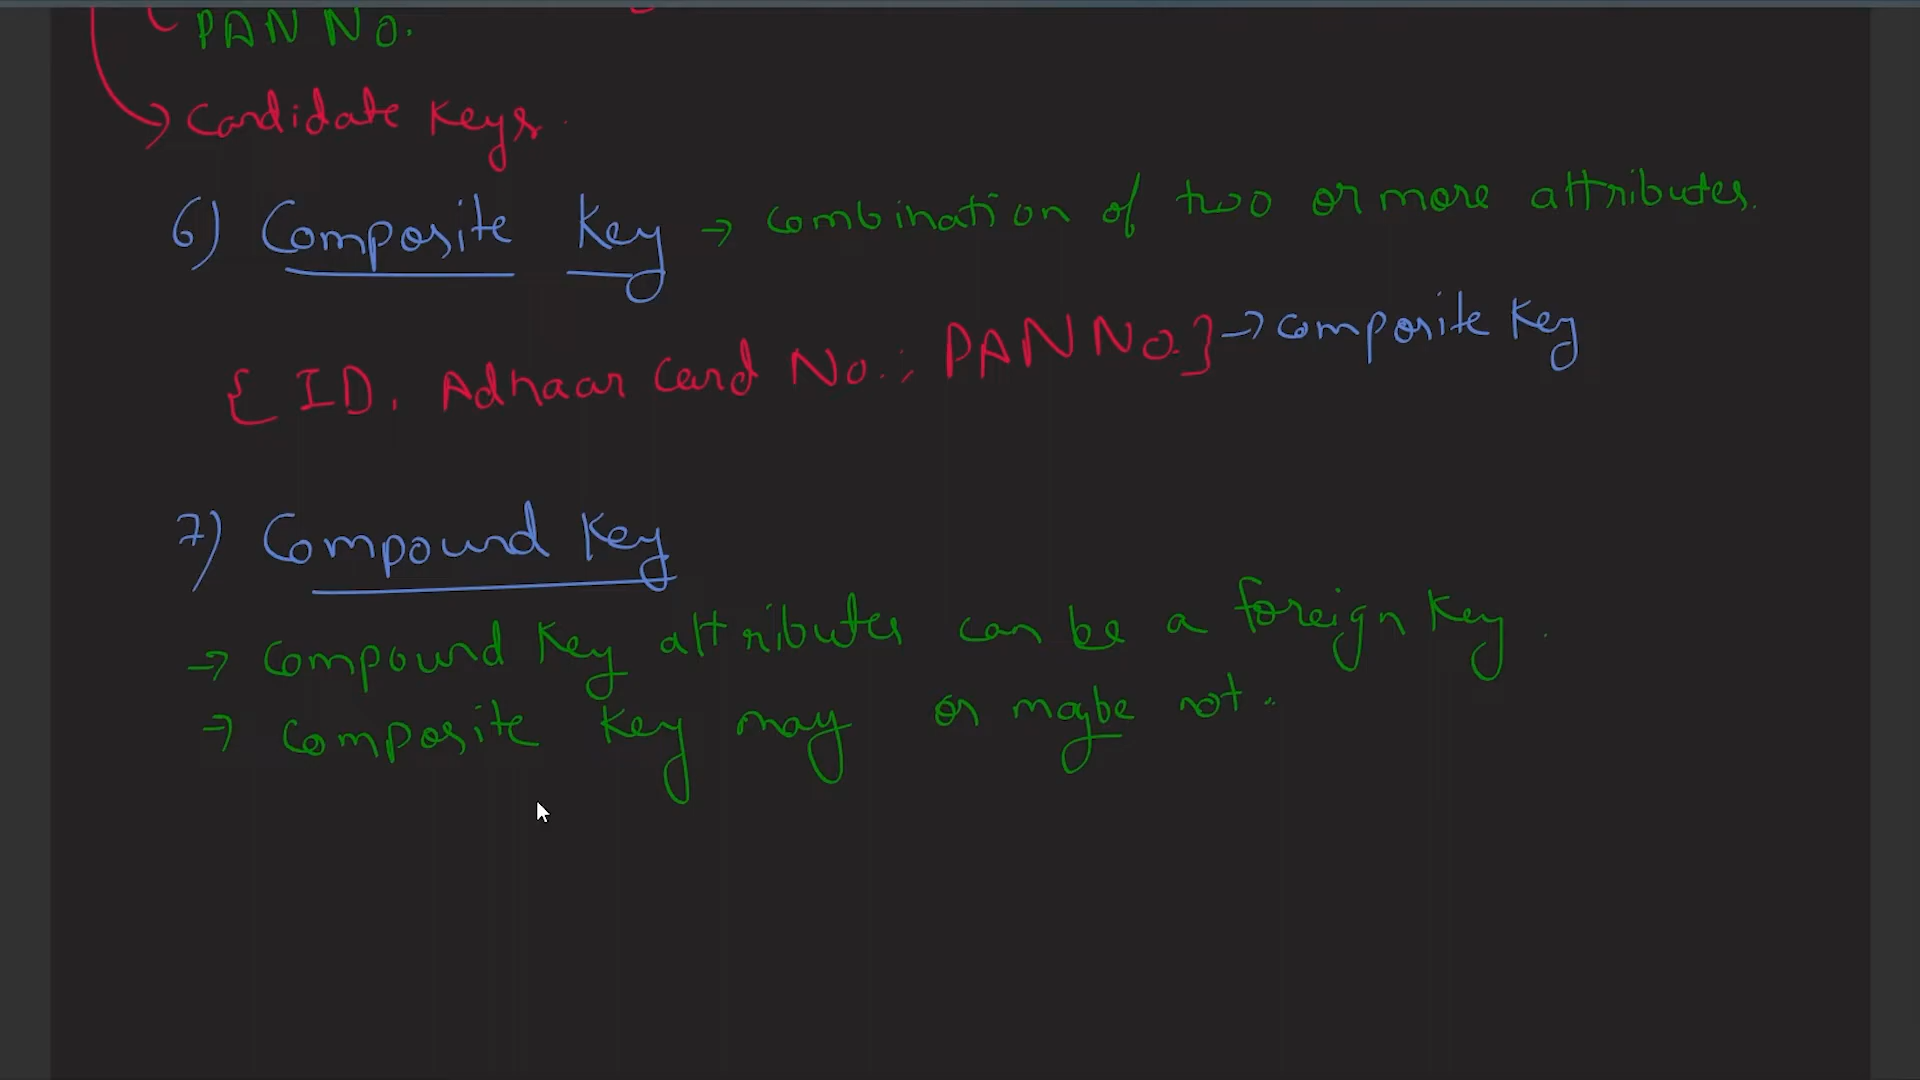 PAN NO.
Candidate Keys.
6) Composite Key → combination of two or more attributes.
{ ID, Adhaar Card No., PAN No.} → composite key
7) Compound Key
→ compound key attributes can be a foreign key.
→ composite key may or maybe not.